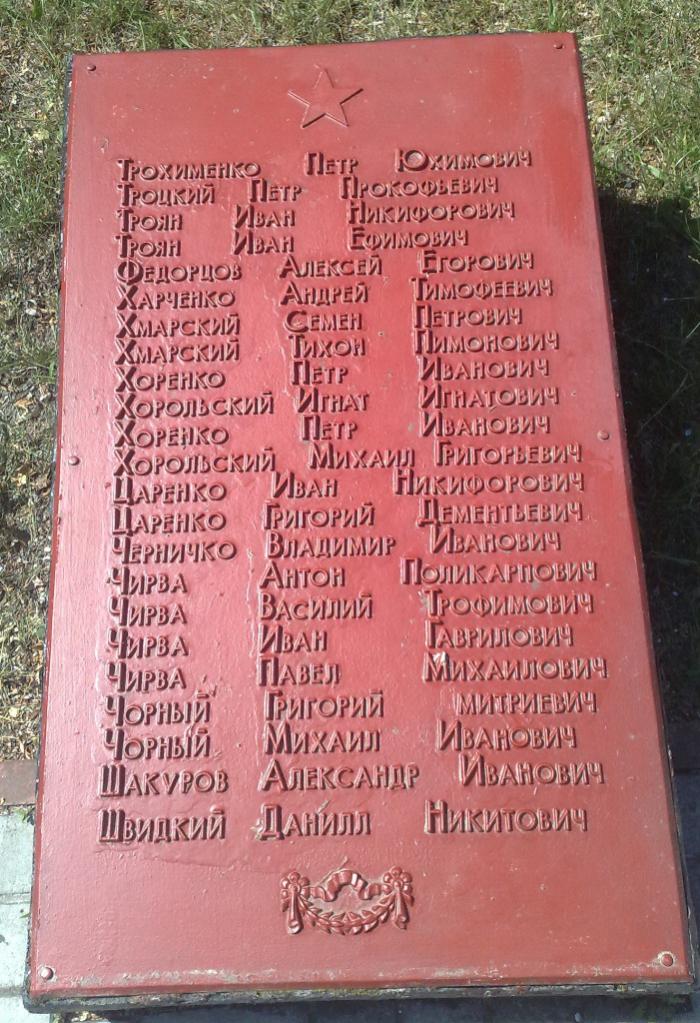 Трохименко Петр Юхимович
Троцкий Петр Прокофьевич
Троян Иван Никифорович
Троян Иван Ефимович
Федорцов Алексей Егорович
Харченко Андрей Тимофеевич
Хмарский Семен Петрович
Хмарский Тихон Пимонович
Хоренко Петр Иванович
Хорольский Игнат Игнатович
Хоренко Петр Иванович
Хорольский Михаил Григорьевич
Царенко Иван Никифорович
Царенко Григорий Дементьевич
Черничко Владимир Иванович
Чирва Антон Поликарпович
Чирва Василий Трофимович
Чирва Иван Гаврилович
Чирва Павел Михаилович
Чорный Григорий митриевич
Чорный Михаил Иванович
Шакуров Александр Иванович
Швидкий Данилл Никитович